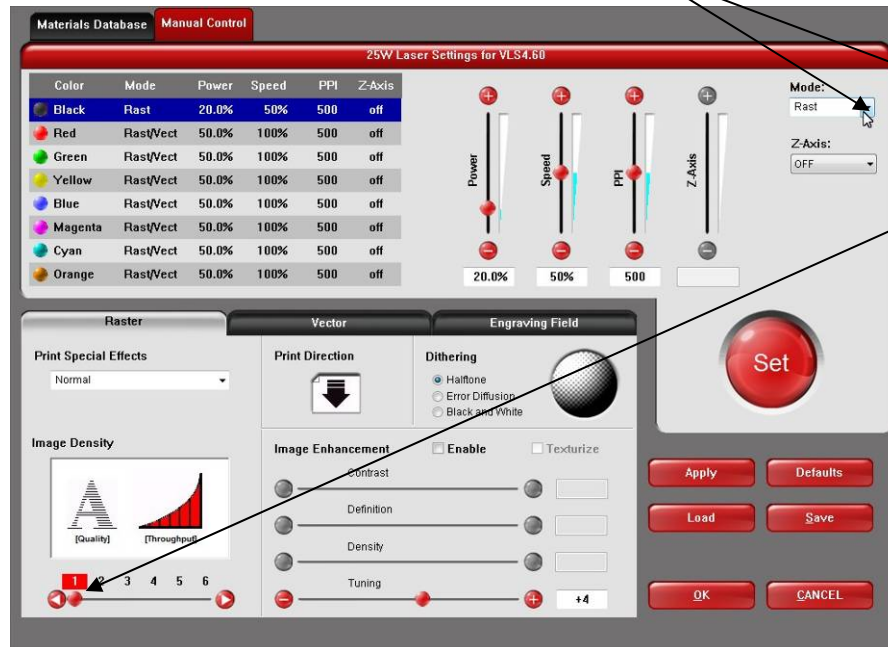 Materials Database Manual Control
25W Laser Settings for VLS4.60
Color Mode Power Speed PPI Z-Axis
Black Rast 20.0% 50% 500 off
Red Rast/Vect 50.0% 100% 500 off
Green Rast/Vect 50.0% 100% 500 off
Yellow Rast/Vect 50.0% 100% 500 off
Blue Rast/Vect 50.0% 100% 500 off
Magenta Rast/Vect 50.0% 100% 500 off
Cyan Rast/Vect 50.0% 100% 500 off
Orange Rast/Vect 50.0% 100% 500 off
Power Speed PPI Z-Axis
20.0% 50% 500
Mode:
Rast
Z-Axis:
OFF
Set
Raster Vector Engraving Field
Print Special Effects
Normal
Print Direction
Dithering
Halftone
Error Diffusion
Black and White
Image Density
A
[Quality] [Throughput]
1 2 3 4 5 6
Image Enhancement Enable Texturize
Contrast
Definition
Density
Tuning
+4
Apply Defaults
Load Save
OK CANCEL